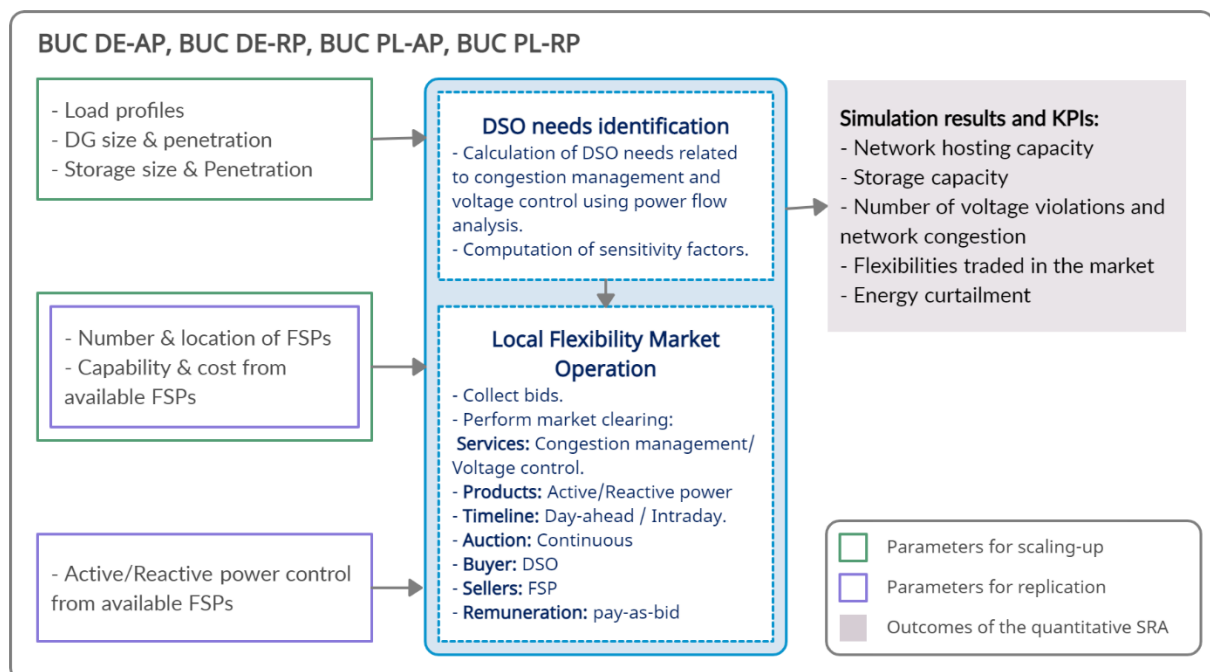 BUC DE-AP, BUC DE-RP, BUC PL-AP, BUC PL-RP
- Load profiles
- DG size & penetration
- Storage size & Penetration
- Number & location of FSPs
- Capability & cost from
available FSPs
- Active/Reactive power control
from available FSPs
DSO needs identification
- Calculation of DSO needs related
to congestion management and
voltage control using power flow
analysis.
- Computation of sensitivity factors.
Local Flexibility Market
Operation
- Collect bids.
- Perform market clearing:
Services: Congestion management/
Voltage control.
- Products: Active/Reactive power
- Timeline: Day-ahead / Intraday.
- Auction: Continuous
- Buyer: DSO
- Sellers: FSP
- Remuneration: pay-as-bid
Simulation results and KPIs:
- Network hosting capacity
- Storage capacity
- Number of voltage violations and
network congestion
- Flexibilities traded in the market
- Energy curtailment
Parameters for scaling-up
Parameters for replication
Outcomes of the quantitative SRA